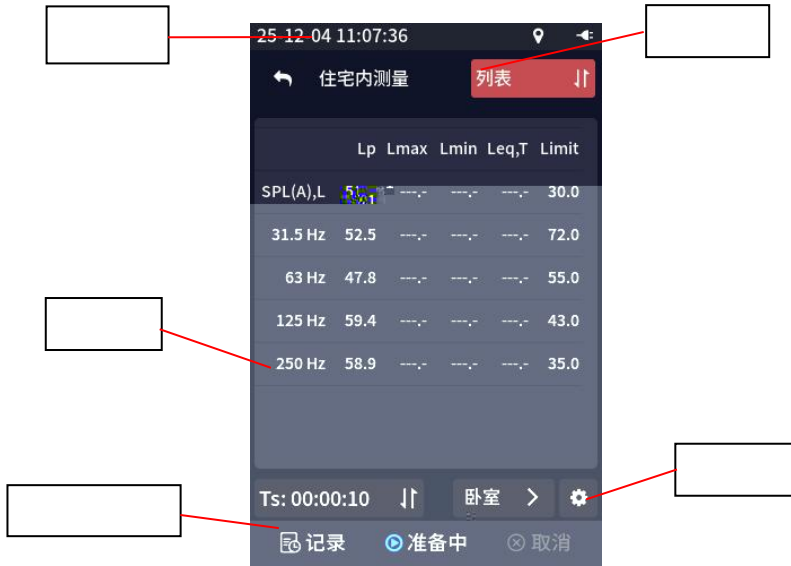 25-12-04 11:07:36
住宅内测量 列表
Lp Lmax Lmin Leq,T Limit
SPL(A),L ---.- ---.- ---.- 30.0
31.5 Hz 52.5 ---.- ---.- ---.- 72.0
63 Hz 47.8 ---.- ---.- ---.- 55.0
125 Hz 59.4 ---.- ---.- ---.- 43.0
250 Hz 58.9 ---.- ---.- ---.- 35.0
Ts: 00:00:10 卧室
记录 准备中 取消